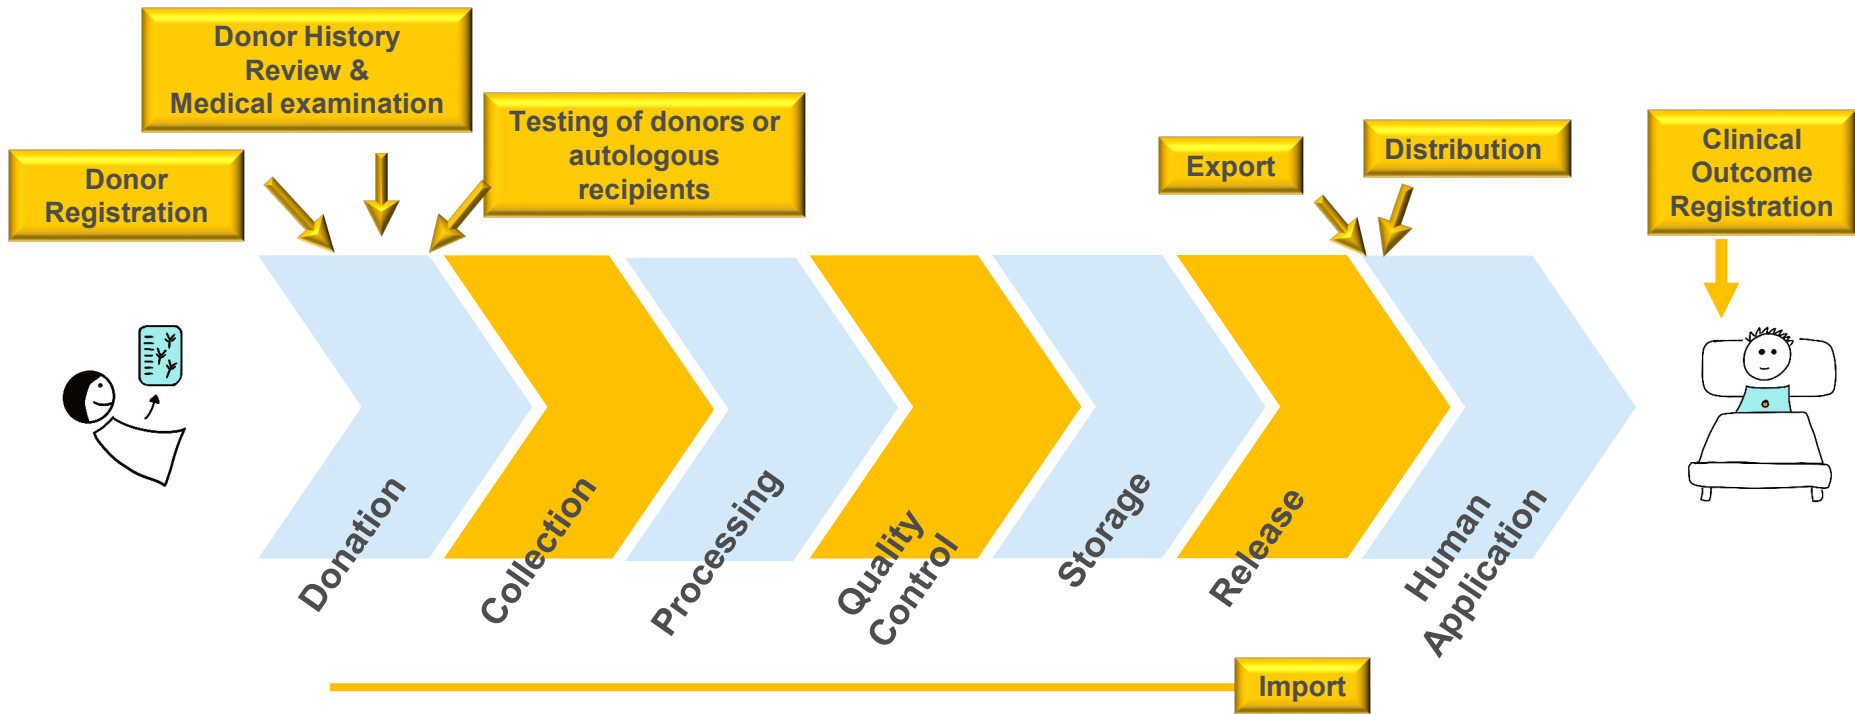 Donor History
Review &
Medical examination
Testing of donors or
autologous
recipients
Donor
Registration
Export
Distribution
Clinical
Outcome
Registration
Donation
Collection
Processing
Quality
Control
Storage
Release
Human
Application
Import